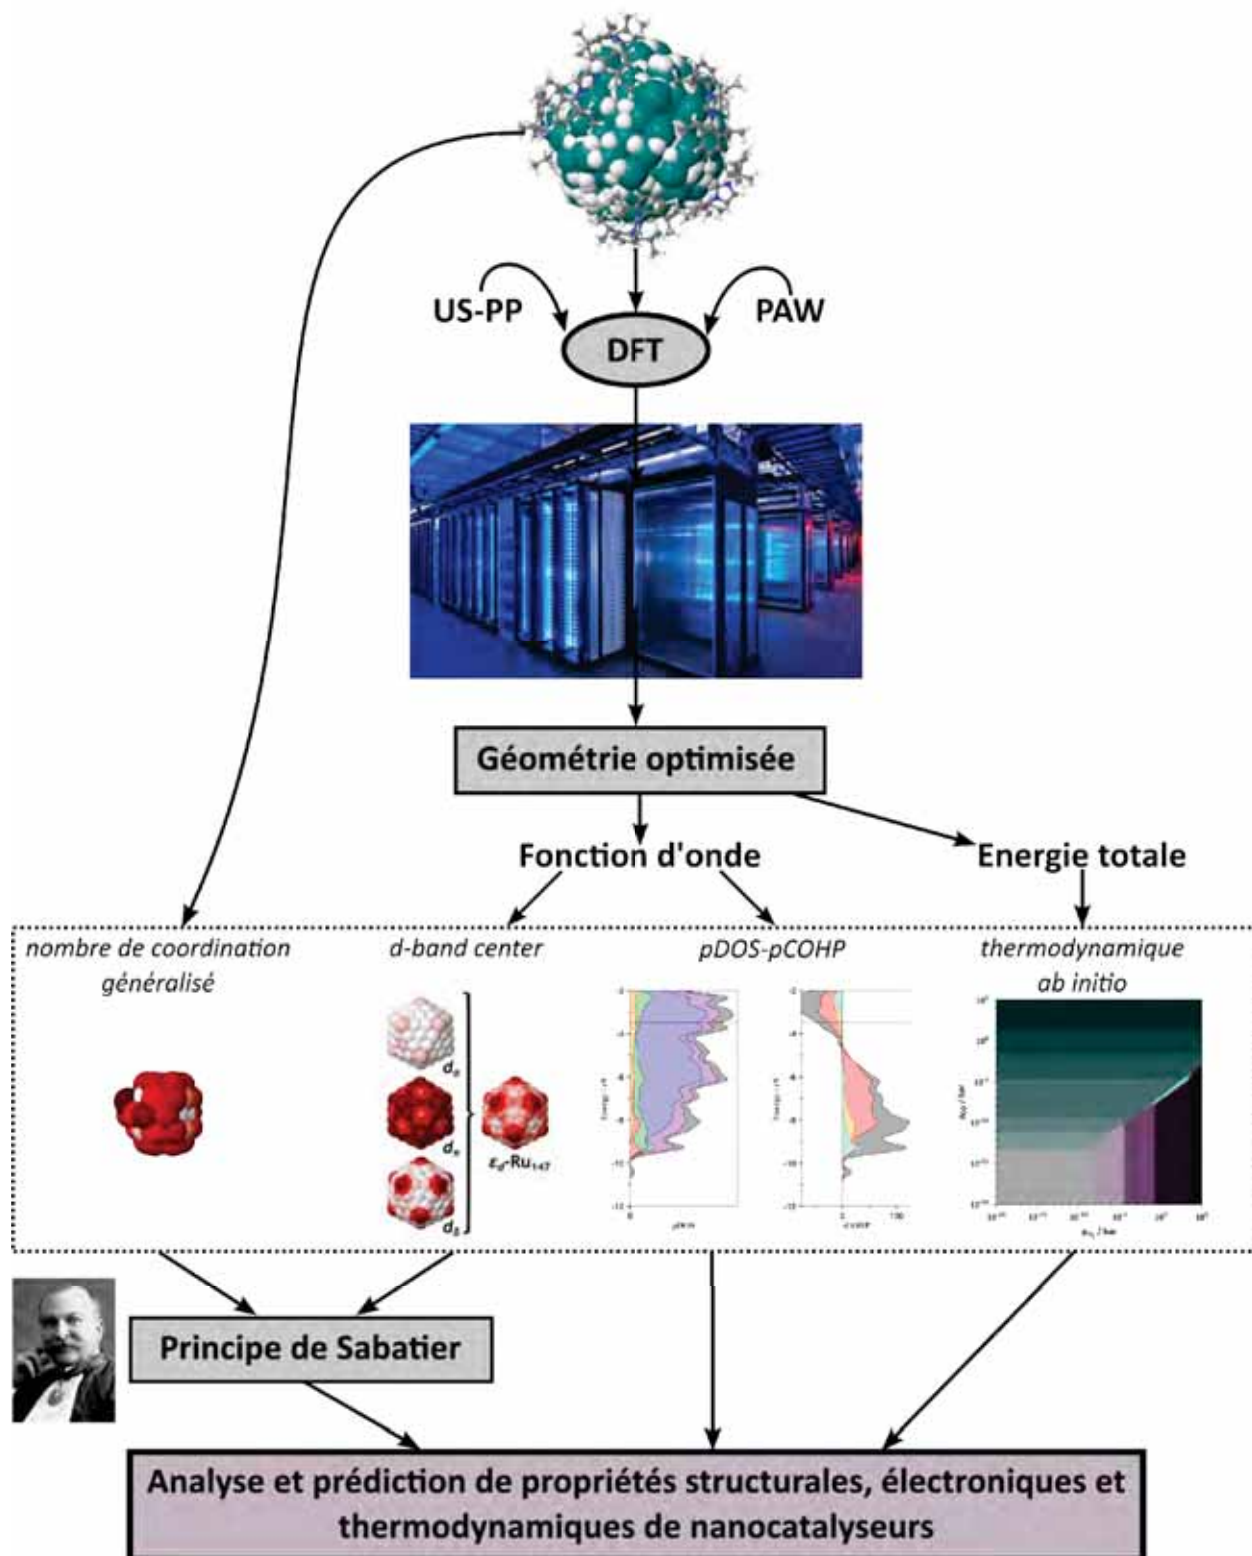 US-PP
PAW
DFT
Géométrie optimisée
Fonction d'onde
Energie totale
nombre de coordination
généralisé
d-band center
pDOS-pCOHP
thermodynamique
ab initio
dσ
dπ
dδ
εd-Ru147
Principe de Sabatier
Analyse et prédiction de propriétés structurales, électroniques et
thermodynamiques de nanocatalyseurs